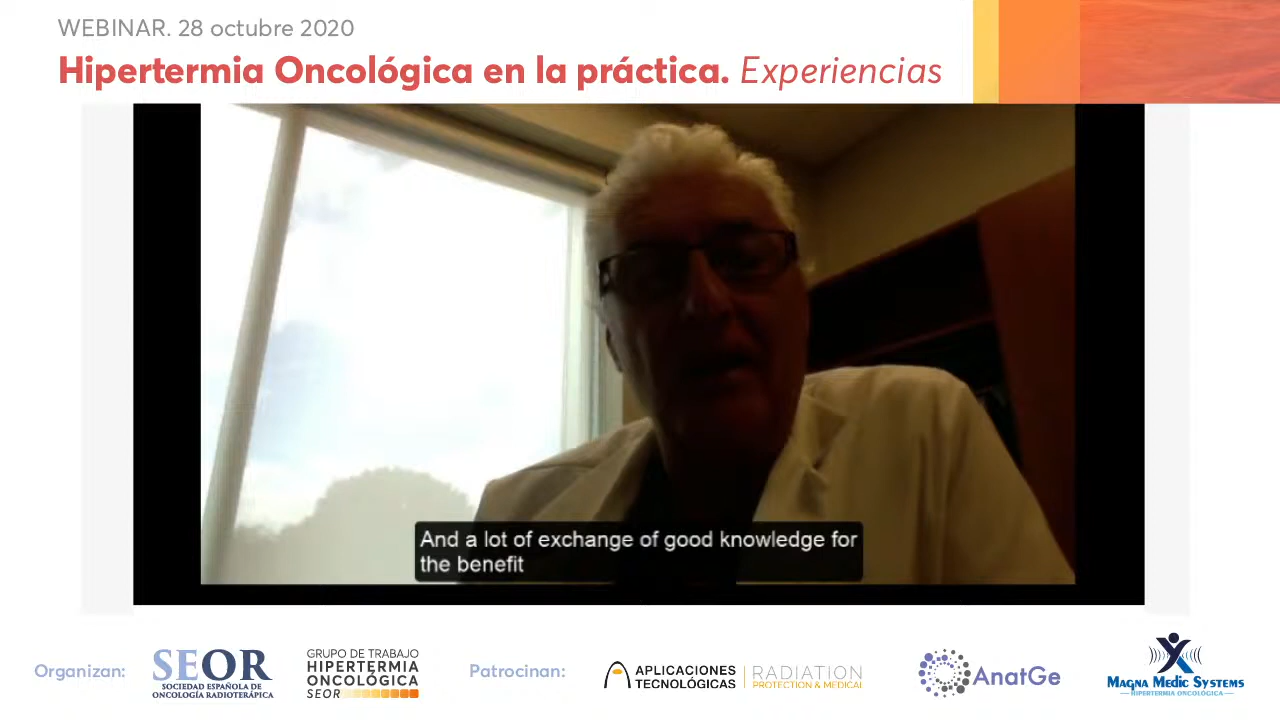 WEBINAR. 28 octubre 2020
Hipertermia Oncológica en la práctica. Experiencias
And a lot of exchange of good knowledge for
the benefit
Organizan:
SEOR
SOCIEDAD ESPAÑOLA DE
ONCOLOGÍA RADIOTERÁPICA
GRUPO DE TRABAJO
HIPERTERMIA
ONCOLÓGICA
SEOR
Patrocinan:
APLICACIONES
TECNOLÓGICAS
RADIATION
PROTECTION & MEDICAL
AnatGe
MAGNA MEDIC SYSTEMS
HIPERTERMIA ONCOLÓGICA